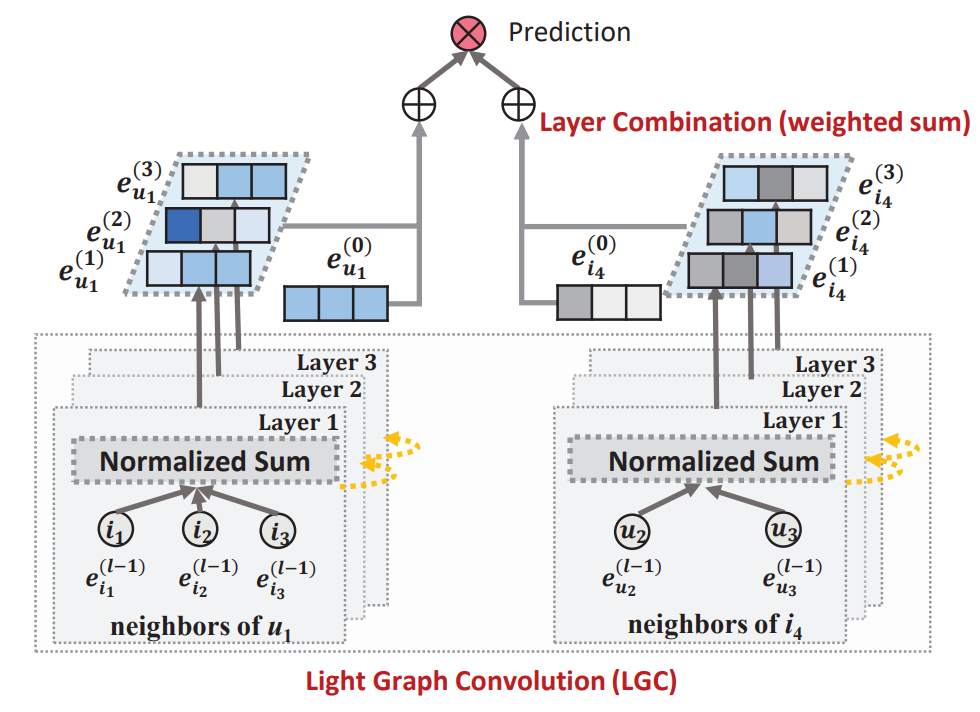 Prediction
Layer Combination (weighted sum)
e_{u_1}^{(3)}
e_{u_1}^{(2)}
e_{u_1}^{(1)}
e_{u_1}^{(0)}
e_{i_4}^{(0)}
e_{i_4}^{(3)}
e_{i_4}^{(2)}
e_{i_4}^{(1)}
Layer 3
Layer 2
Layer 1
Normalized Sum
i_1 i_2 i_3
e_{i_1}^{(l-1)} e_{i_2}^{(l-1)} e_{i_3}^{(l-1)}
neighbors of u_1
Layer 3
Layer 2
Layer 1
Normalized Sum
u_2 u_3
e_{u_2}^{(l-1)} e_{u_3}^{(l-1)}
neighbors of i_4
Light Graph Convolution (LGC)